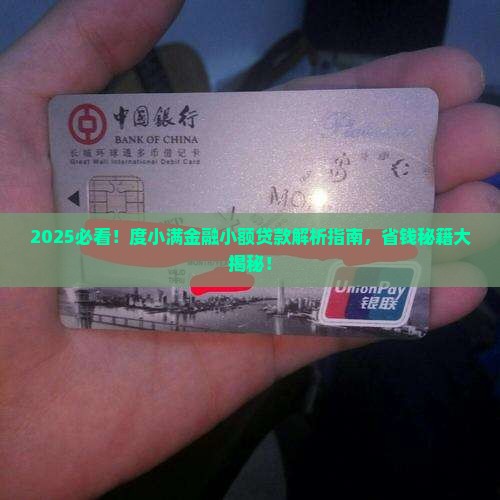 中国银行
BANK OF CHINA
长城环球通多币借记卡
Great Wall International Debit Card
2025必看！度小满金融小额贷款解析指南，省钱秘籍大
揭秘！
UnionPay
银联